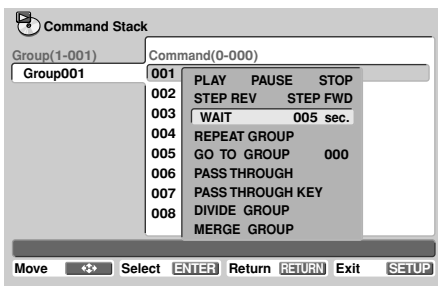 Command Stack
Group(1-001) Command(0-000)
Group001 001
002
003
004
005
006
007
008
PLAY PAUSE STOP
STEP REV STEP FWD
WAIT 005 sec.
REPEAT GROUP
GO TO GROUP 000
PASS THROUGH
PASS THROUGH KEY
DIVIDE GROUP
MERGE GROUP
Move Select ENTER Return RETURN Exit SETUP